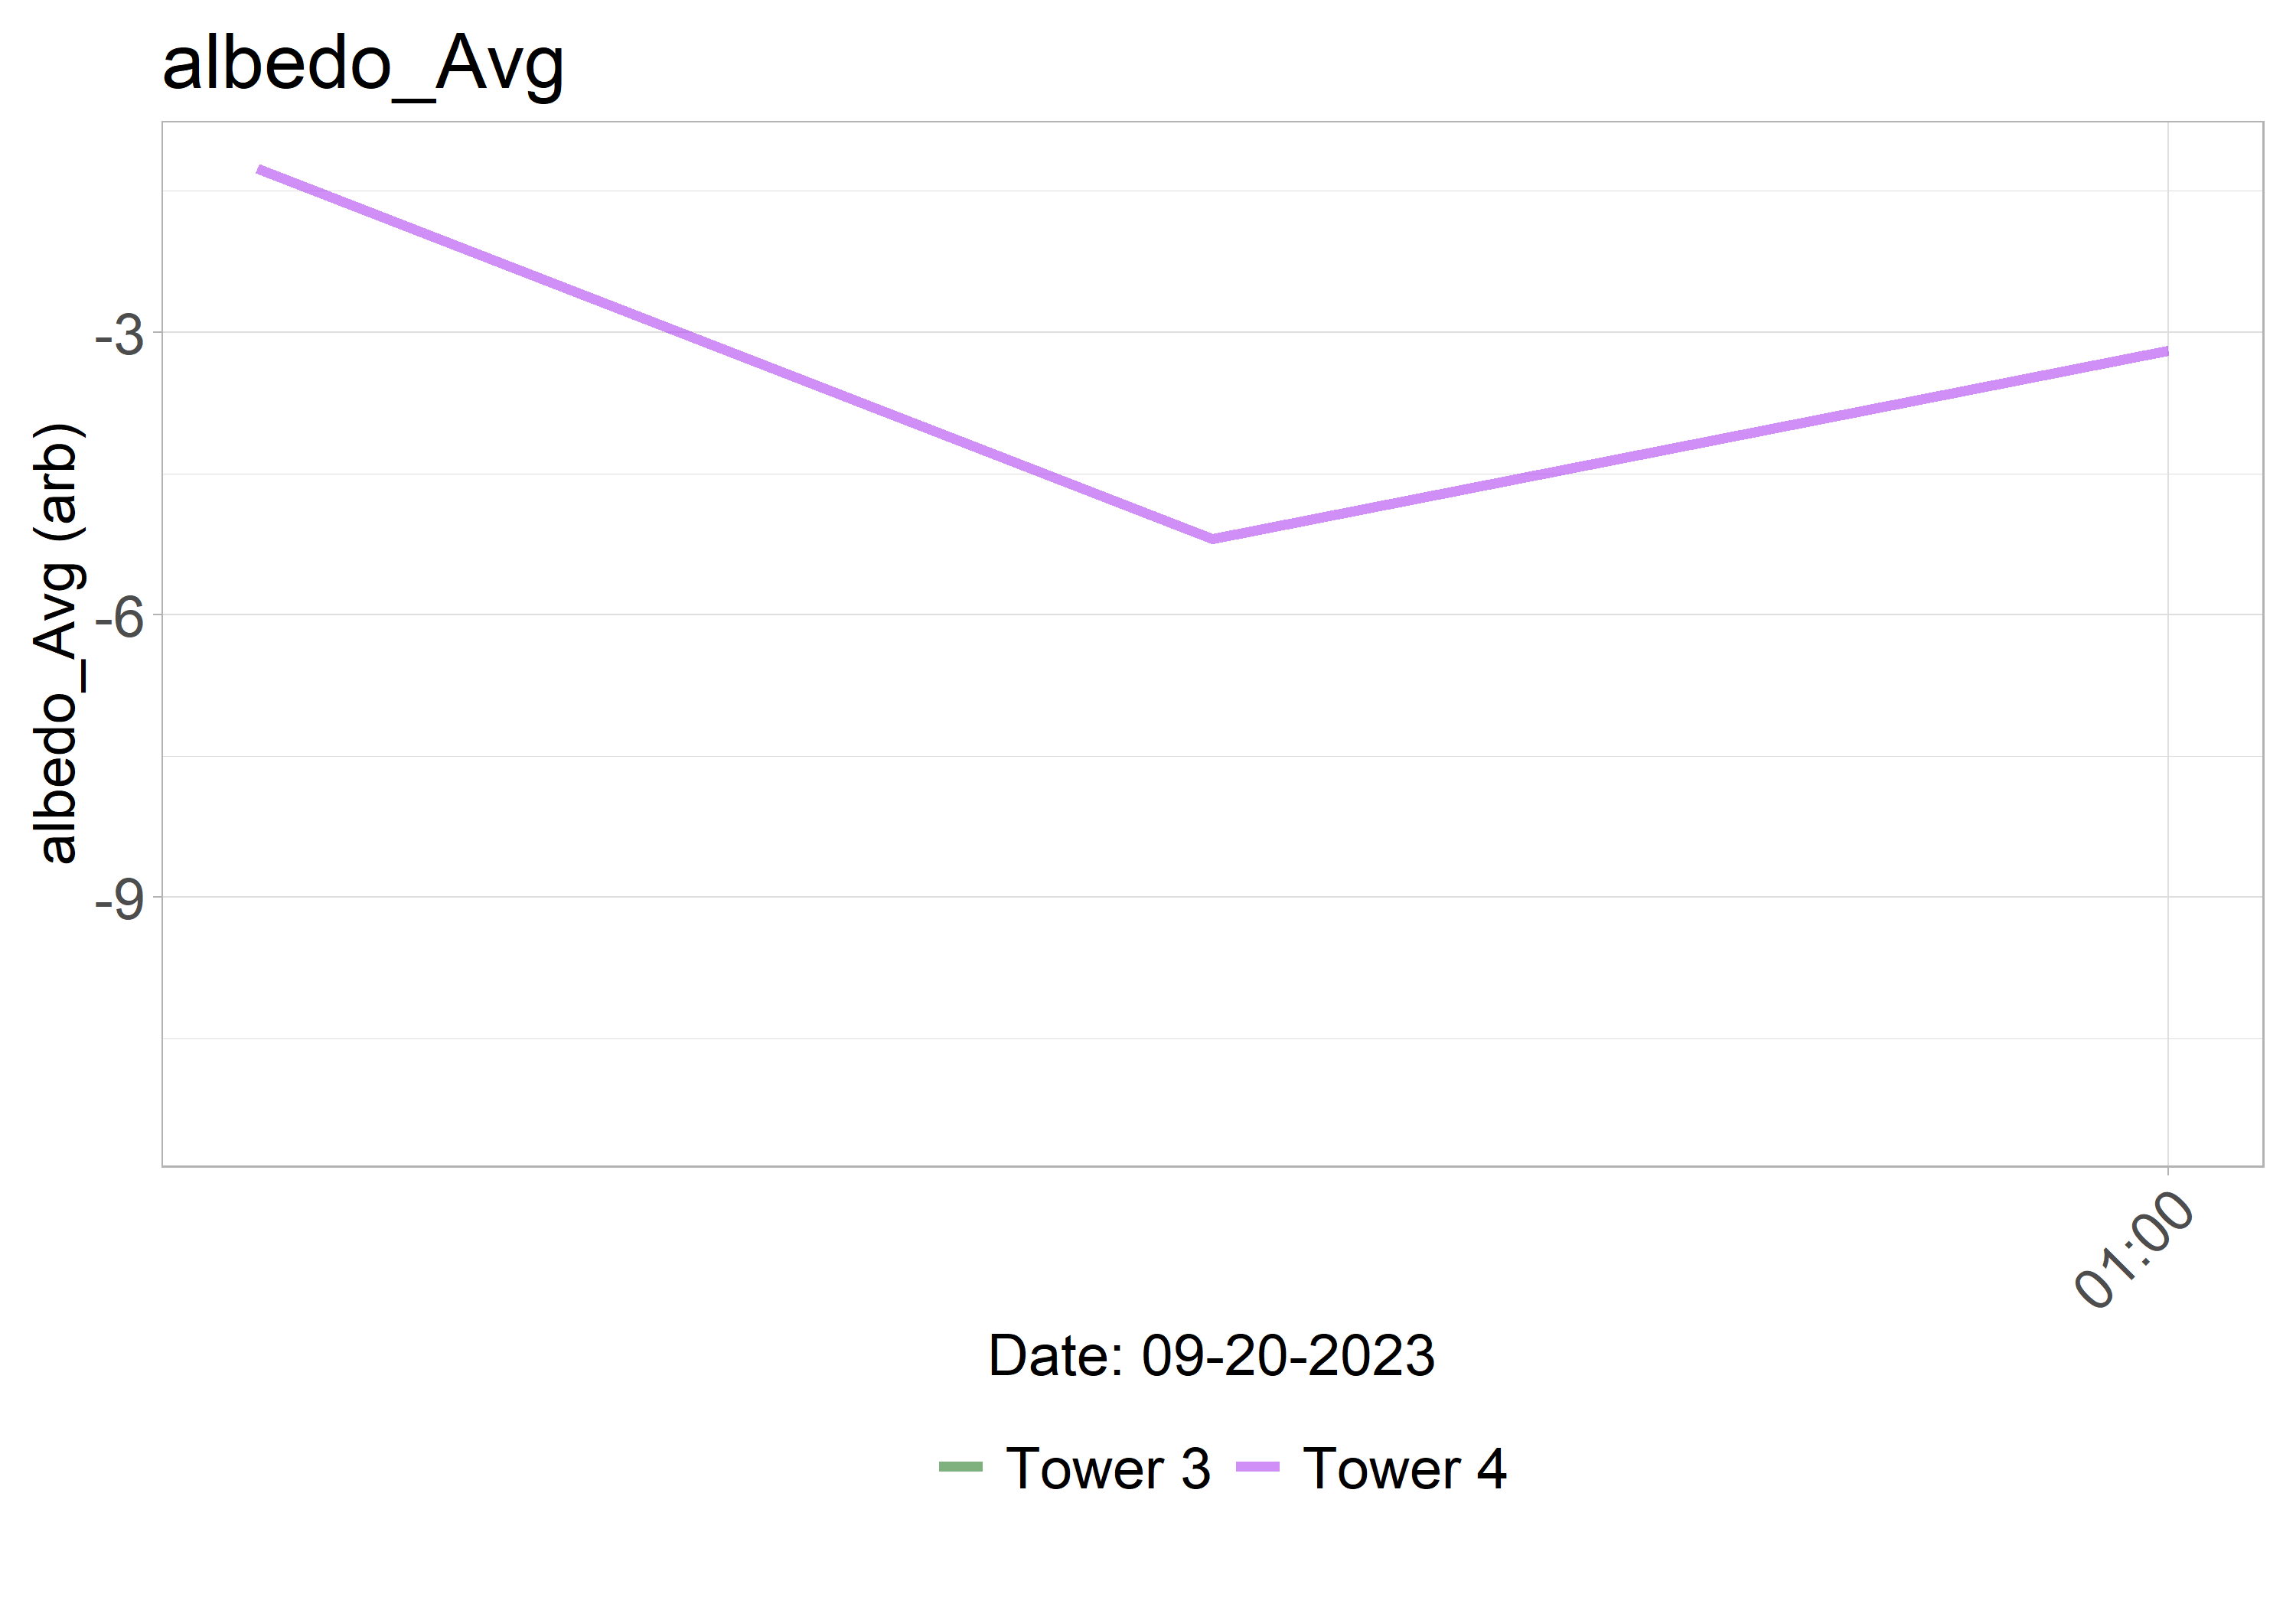 albedo_Avg
albedo_Avg (arb)
-3
-6
-9
01:00
Date: 09-20-2023
Tower 3 Tower 4